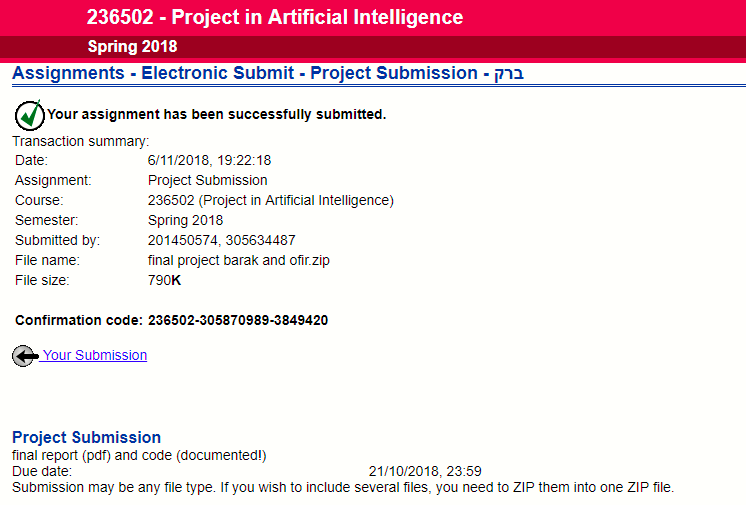 236502 - Project in Artificial Intelligence
Spring 2018
Assignments - Electronic Submit - Project Submission - ברק
Your assignment has been successfully submitted.
Transaction summary:
Date: 6/11/2018, 19:22:18
Assignment: Project Submission
Course: 236502 (Project in Artificial Intelligence)
Semester: Spring 2018
Submitted by: 201450574, 305634487
File name: final project barak and ofir.zip
File size: 790K
Confirmation code: 236502-305870989-3849420
Your Submission
Project Submission
final report (pdf) and code (documented!)
Due date: 21/10/2018, 23:59
Submission may be any file type. If you wish to include several files, you need to ZIP them into one ZIP file.